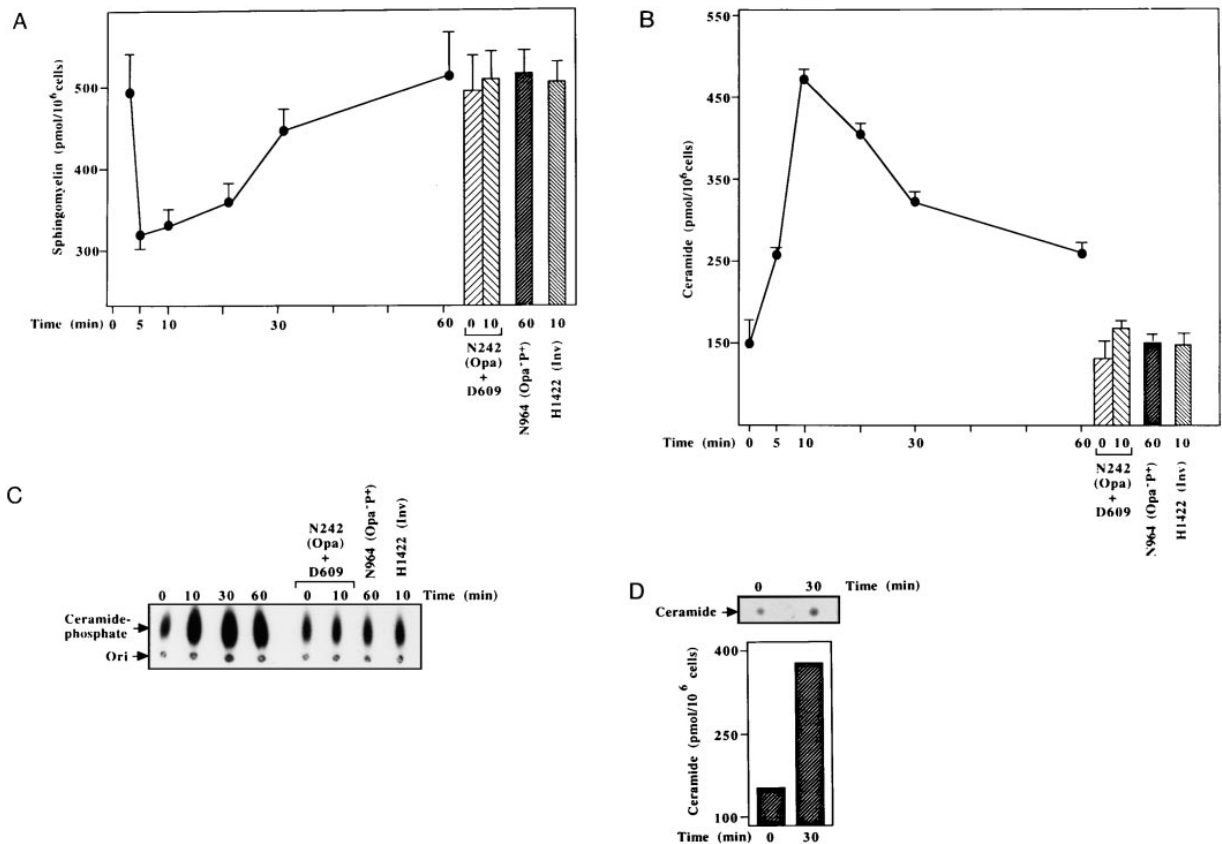 A
Sphingomyelin (pmol/10⁶ cells)
500
400
300
Time (min) 0 5 10 30 60 0 10 60 10
N242
(Opa)
+
D609
N964 (Opa⁻P⁺)
H1422 (Inv)
B
Ceramide (pmol/10⁶ cells)
550
450
350
250
150
Time (min) 0 5 10 30 60 0 10 60 10
N242
(Opa)
+
D609
N964 (Opa⁻P⁺)
H1422 (Inv)
C
N242
(Opa)
+
D609
N964 (Opa⁻P⁺)
H1422 (Inv)
0 10 30 60 0 10 60 10 Time (min)
Ceramide-
phosphate
Ori
D
0 30 Time (min)
Ceramide
Ceramide (pmol/10⁶ cells)
400
250
100
Time (min) 0 30